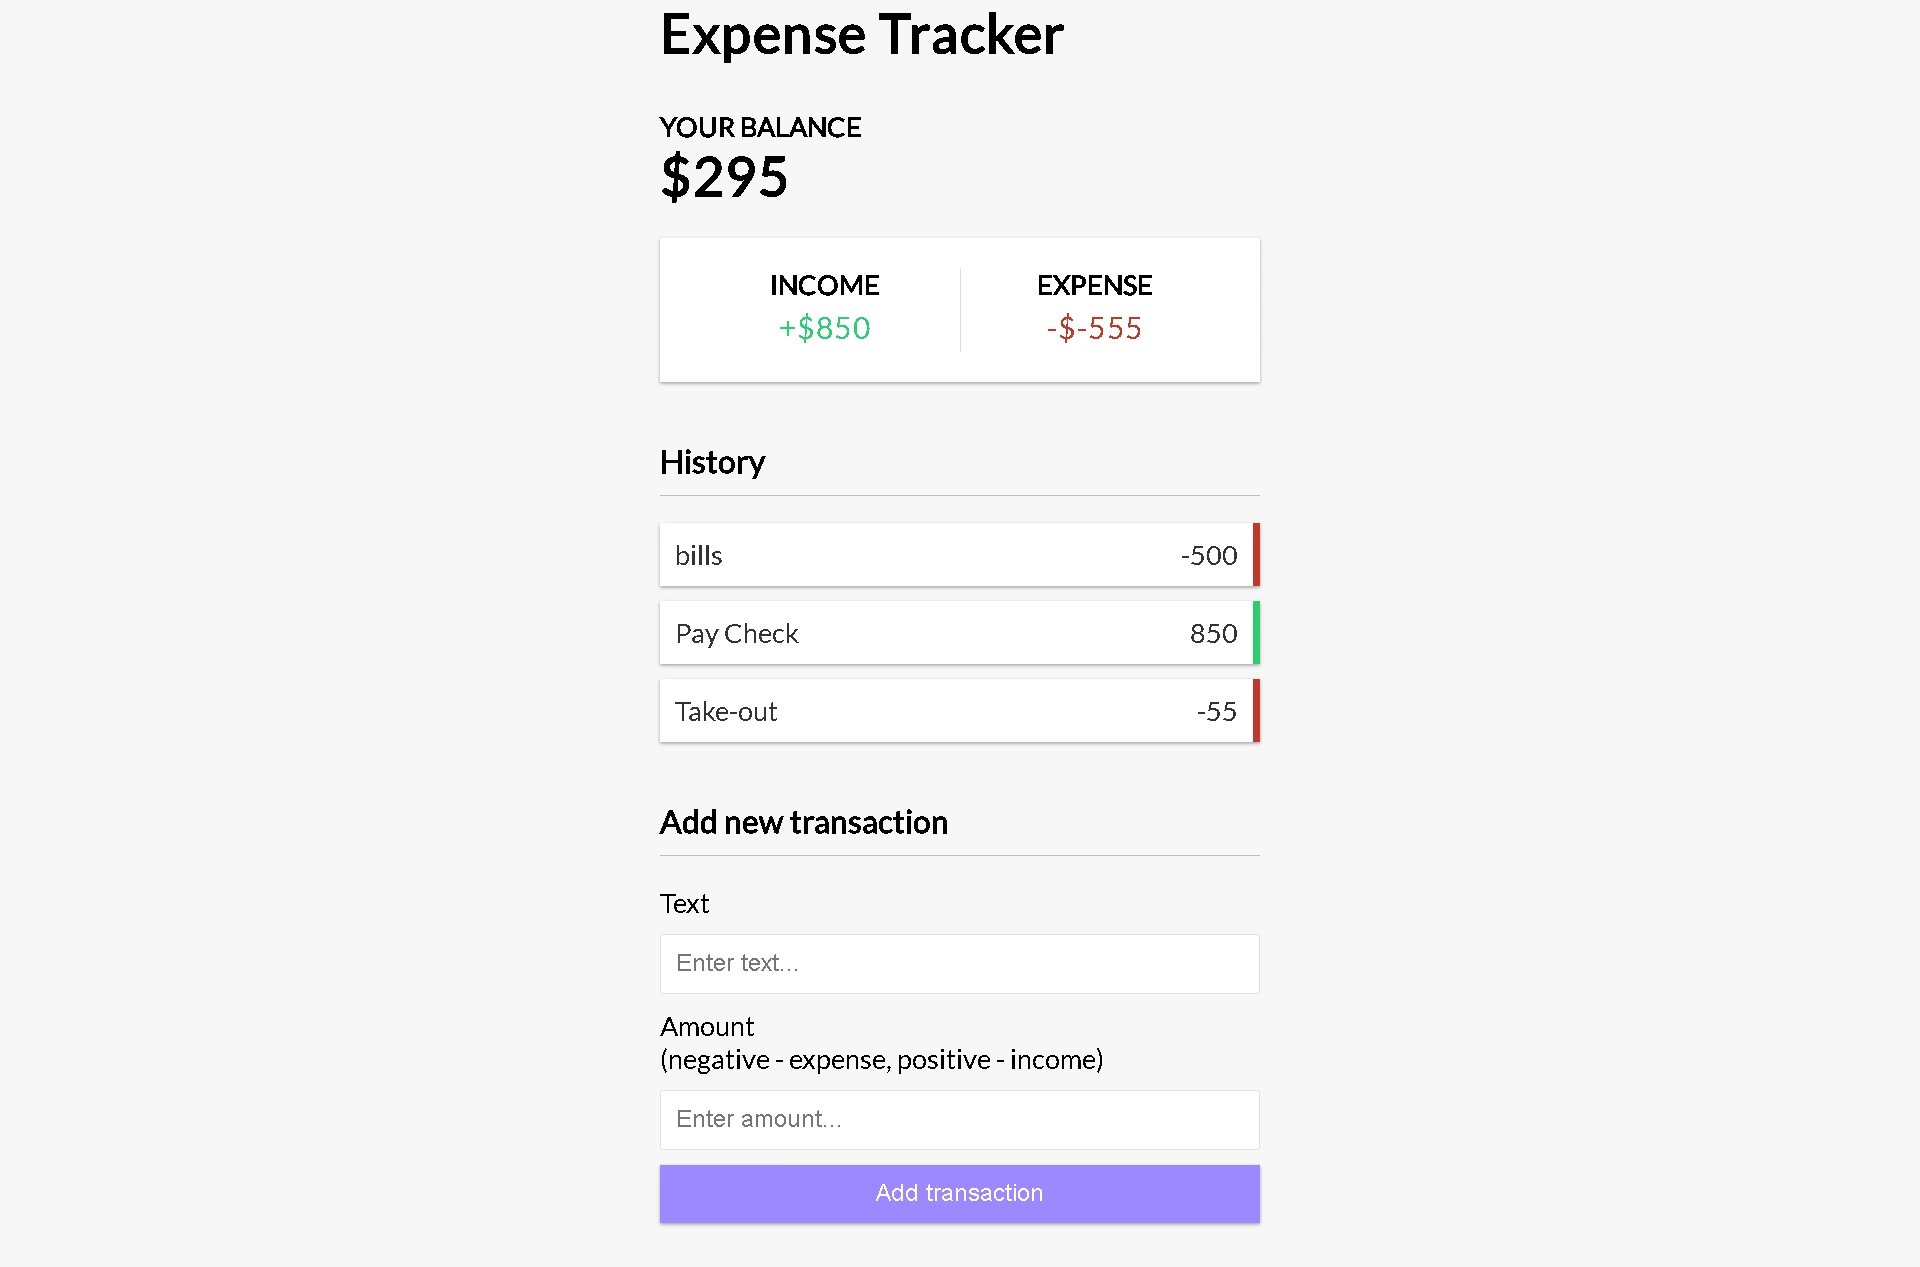 Expense Tracker
YOUR BALANCE
$295
INCOME EXPENSE
+$850 -$-555
History
bills -500
Pay Check 850
Take-out -55
Add new transaction
Text
Enter text...
Amount
(negative - expense, positive - income)
Enter amount...
Add transaction